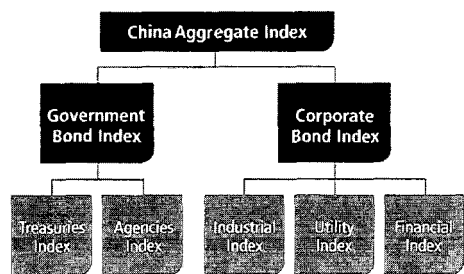 China Aggregate Index
Government
Bond Index
Corporate
Bond Index
Treasuries
Index
Agencies
Index
Industrial
Index
Utility
Index
Financial
Index